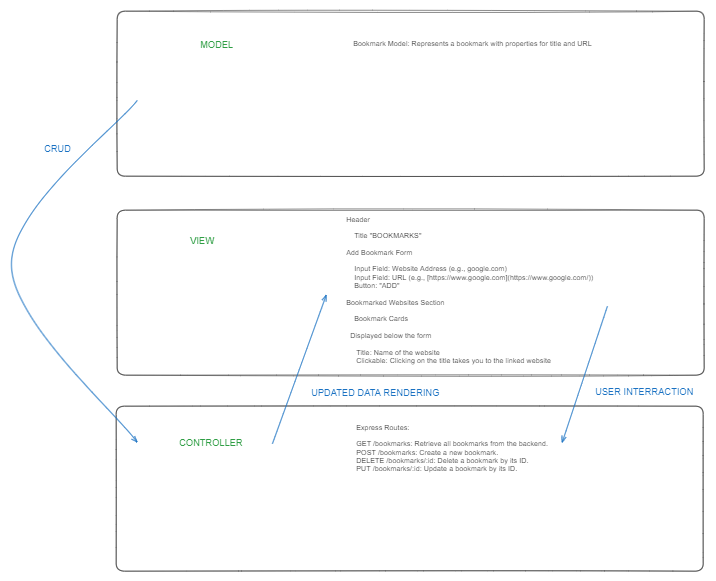 MODEL
Bookmark Model: Represents a bookmark with properties for title and URL
CRUD
VIEW
Header
Title "BOOKMARKS"
Add Bookmark Form
Input Field: Website Address (e.g., google.com)
Input Field: URL (e.g., [https://www.google.com](https://www.google.com/))
Button: "ADD"
Bookmarked Websites Section
Bookmark Cards
Displayed below the form
Title: Name of the website
Clickable: Clicking on the title takes you to the linked website
UPDATED DATA RENDERING
USER INTERRACTION
CONTROLLER
Express Routes:
GET /bookmarks: Retrieve all bookmarks from the backend.
POST /bookmarks: Create a new bookmark.
DELETE /bookmarks/:id: Delete a bookmark by its ID.
PUT /bookmarks/:id: Update a bookmark by its ID.